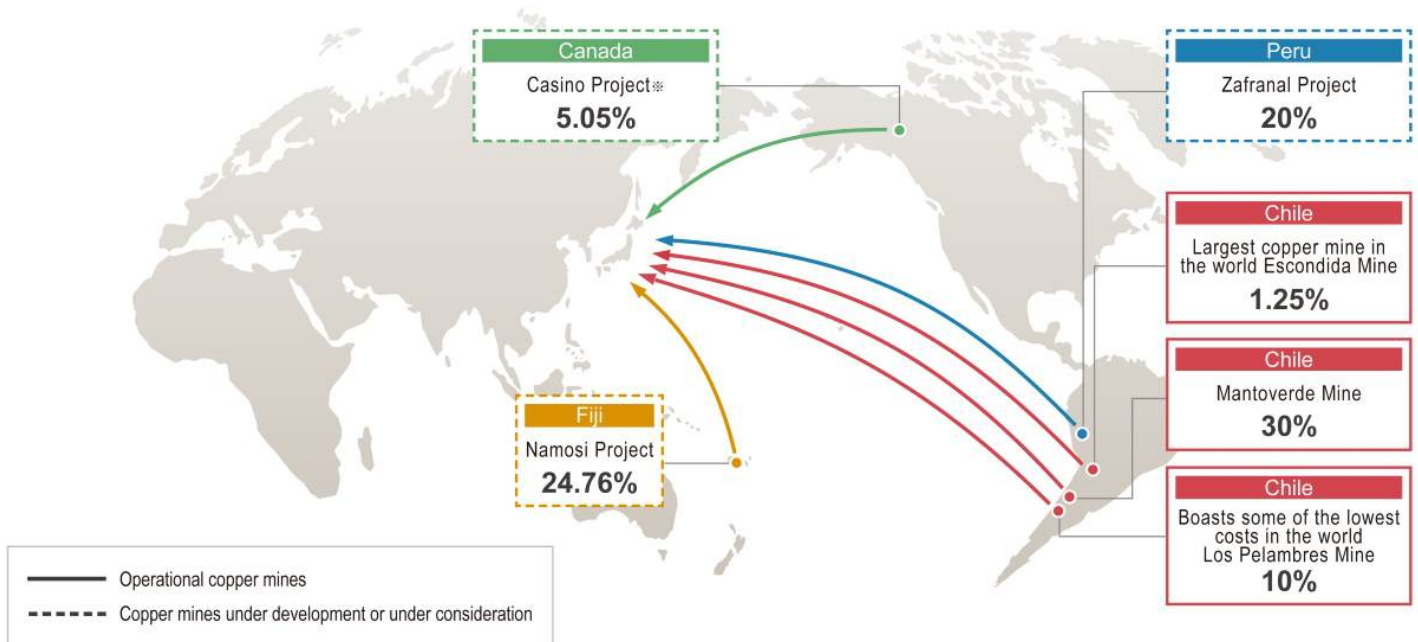 Canada
Casino Project※
5.05%
Peru
Zafranal Project
20%
Chile
Largest copper mine in
the world Escondida Mine
1.25%
Chile
Mantoverde Mine
30%
Chile
Boasts some of the lowest
costs in the world
Los Pelambres Mine
10%
Fiji
Namosi Project
24.76%
Operational copper mines
Copper mines under development or under consideration